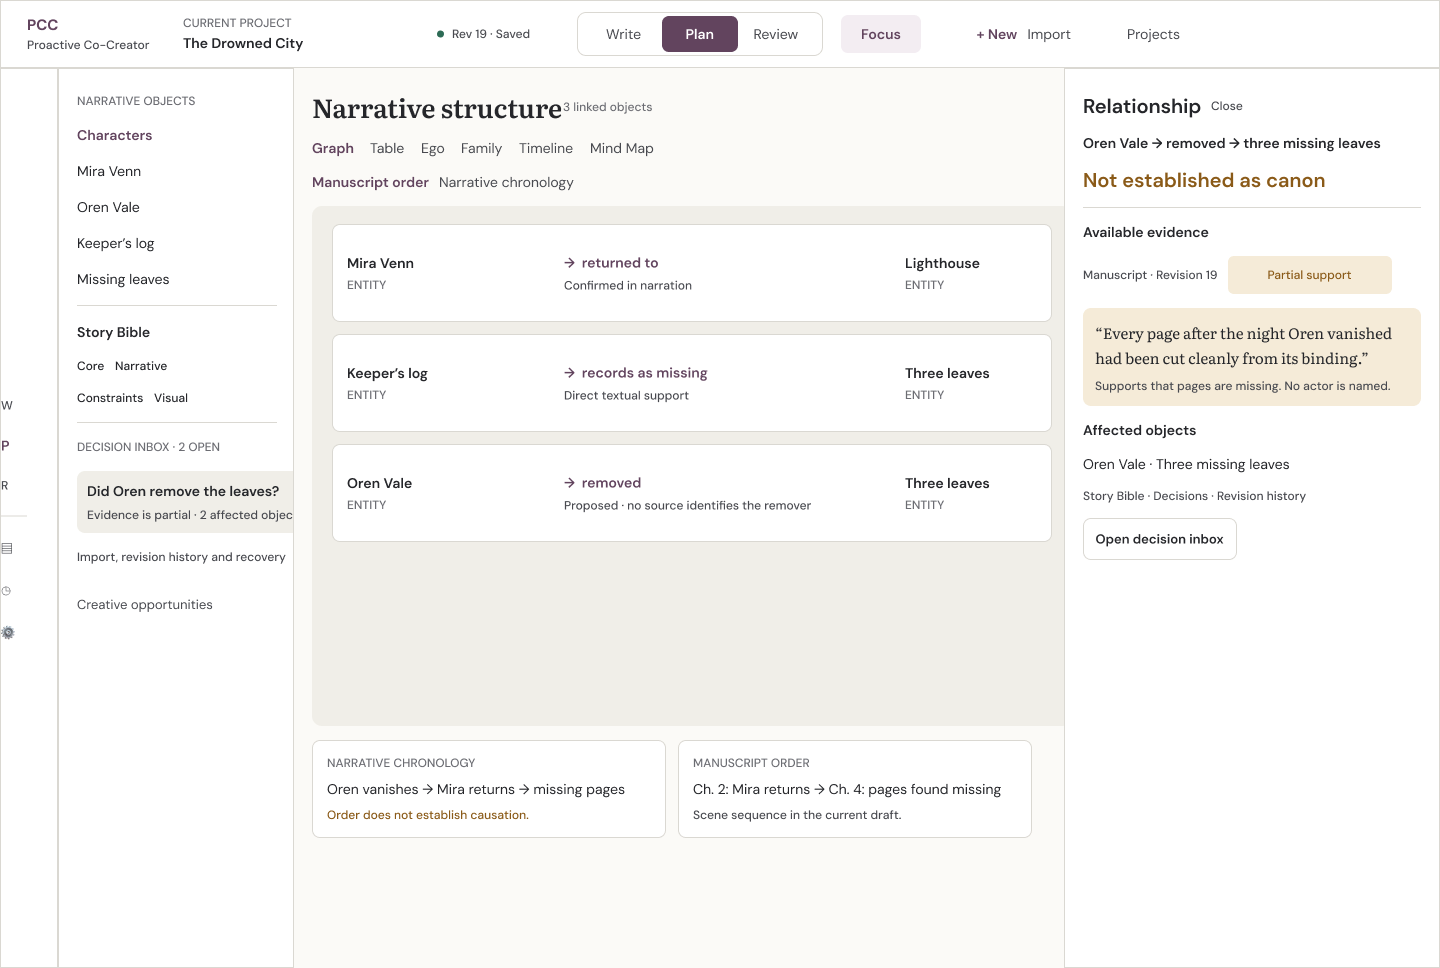 PCC
Proactive Co-Creator
CURRENT PROJECT
The Drowned City
Rev 19 · Saved
Write Plan Review
Focus
+ New Import
Projects
W
P
R
NARRATIVE OBJECTS
Characters
Mira Venn
Oren Vale
Keeper’s log
Missing leaves
Story Bible
Core Narrative
Constraints Visual
DECISION INBOX · 2 OPEN
Did Oren remove the leaves?
Evidence is partial · 2 affected objec
Import, revision history and recovery
Creative opportunities
Narrative structure 3 linked objects
Graph Table Ego Family Timeline Mind Map
Manuscript order Narrative chronology
Mira Venn → returned to Lighthouse
ENTITY Confirmed in narration ENTITY
Keeper’s log → records as missing Three leaves
ENTITY Direct textual support ENTITY
Oren Vale → removed Three leaves
ENTITY Proposed · no source identifies the remover ENTITY
NARRATIVE CHRONOLOGY
Oren vanishes → Mira returns → missing pages
Order does not establish causation.
MANUSCRIPT ORDER
Ch. 2: Mira returns → Ch. 4: pages found missing
Scene sequence in the current draft.
Relationship Close
Oren Vale → removed → three missing leaves
Not established as canon
Available evidence
Manuscript · Revision 19 Partial support
“Every page after the night Oren vanished
had been cut cleanly from its binding.”
Supports that pages are missing. No actor is named.
Affected objects
Oren Vale · Three missing leaves
Story Bible · Decisions · Revision history
Open decision inbox